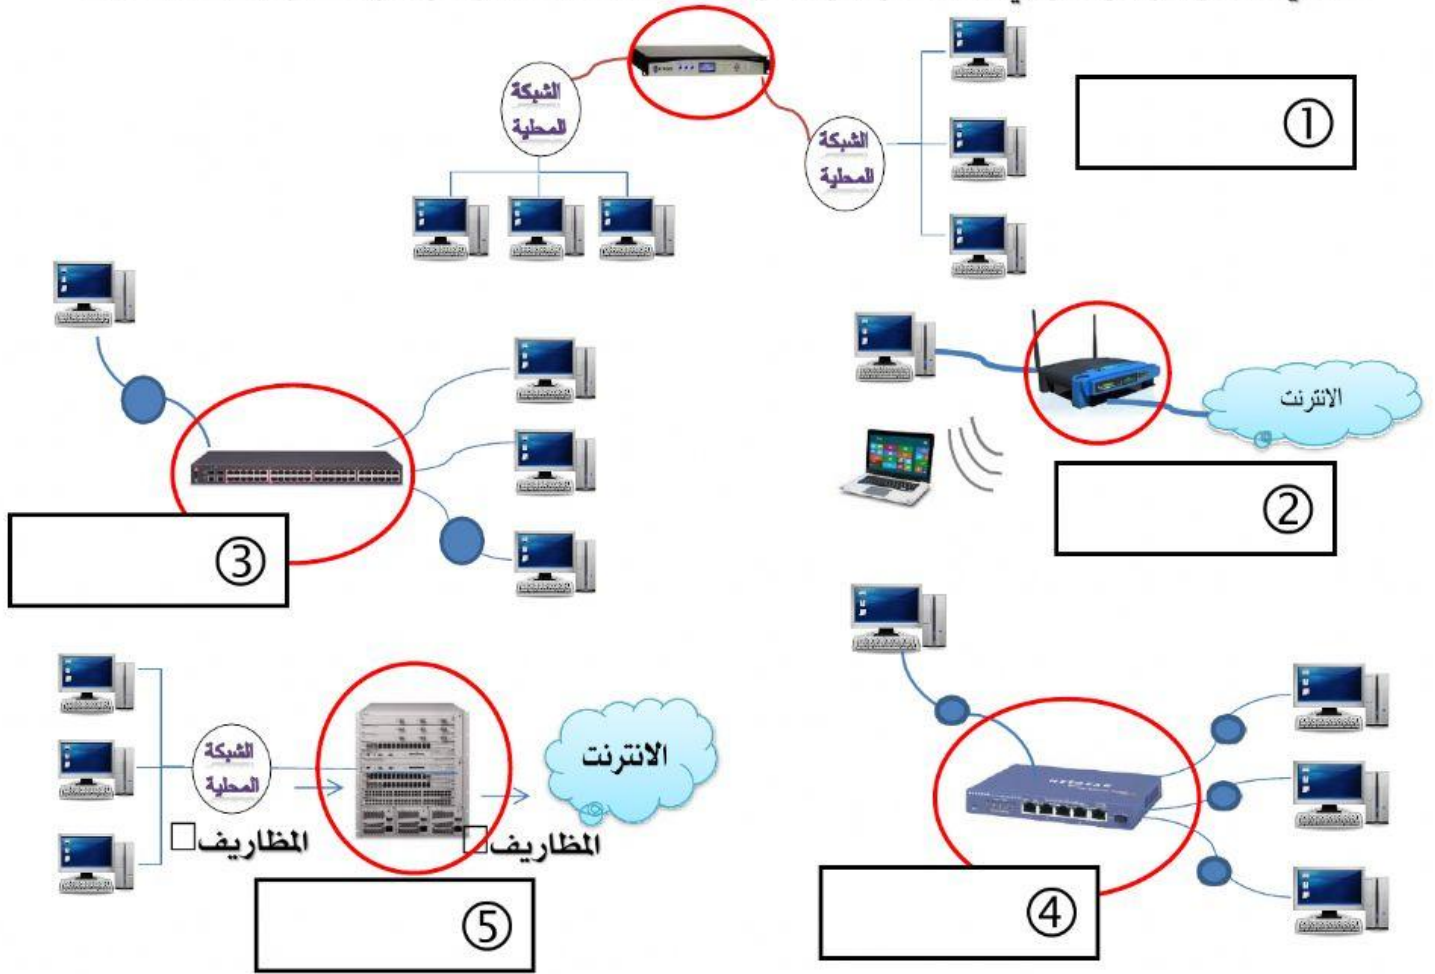 الشبكة
المحلية
الشبكة
المحلية
①
الانترنت
②
③
الشبكة
المحلية
الانترنت
المظاريف
المظاريف
④
⑤